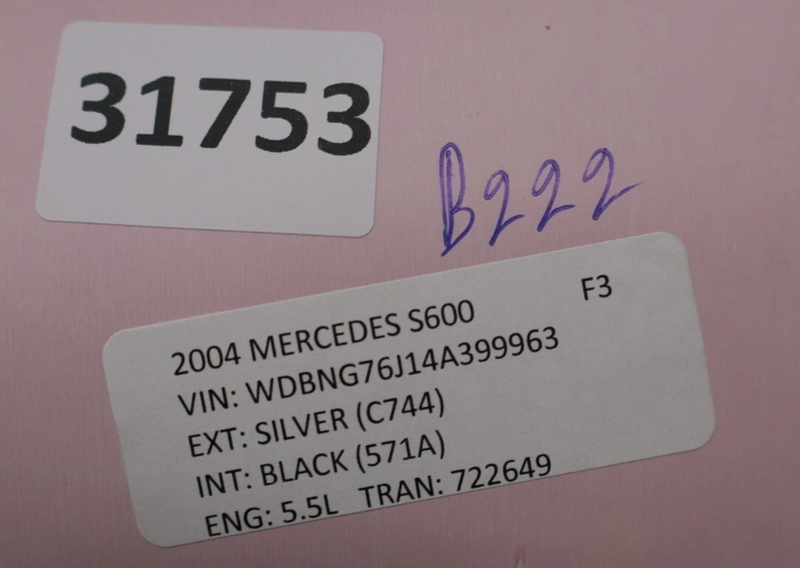 31753
B222
2004 MERCEDES S600 F3
VIN: WDBNG76J14A399963
EXT: SILVER (C744)
INT: BLACK (571A)
ENG: 5.5L TRAN: 722649